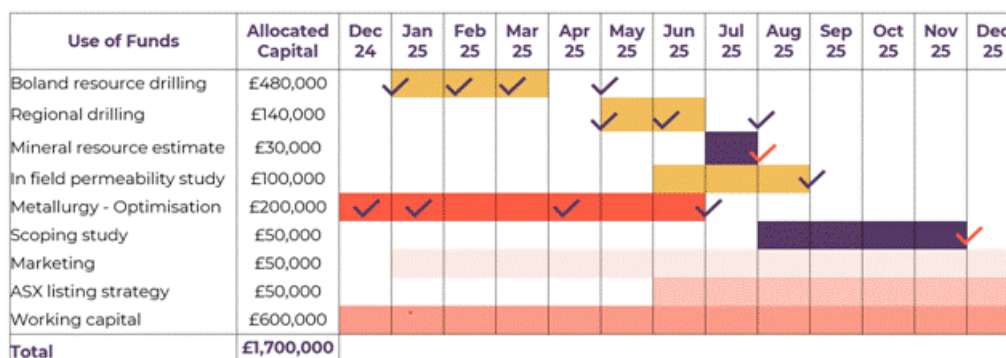 Use of Funds Allocated Capital Dec 24 Jan 25 Feb 25 Mar 25 Apr 25 May 25 Jun 25 Jul 25 Aug 25 Sep 25 Oct 25 Nov 25 Dec 25
Boland resource drilling £480,000
Regional drilling £140,000
Mineral resource estimate £30,000
In field permeability study £100,000
Metallurgy - Optimisation £200,000
Scoping study £50,000
Marketing £50,000
ASX listing strategy £50,000
Working capital £600,000
Total £1,700,000